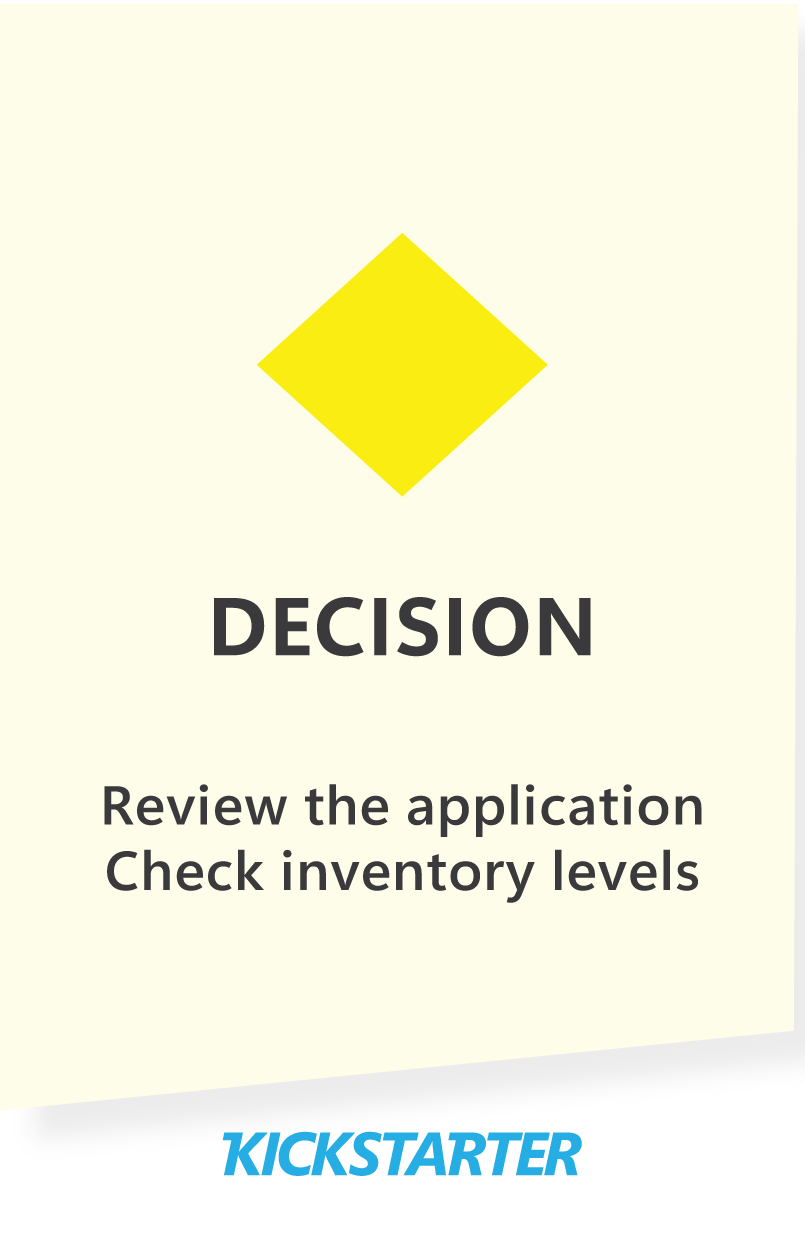 DECISION
Review the application
Check inventory levels
KICKSTARTER